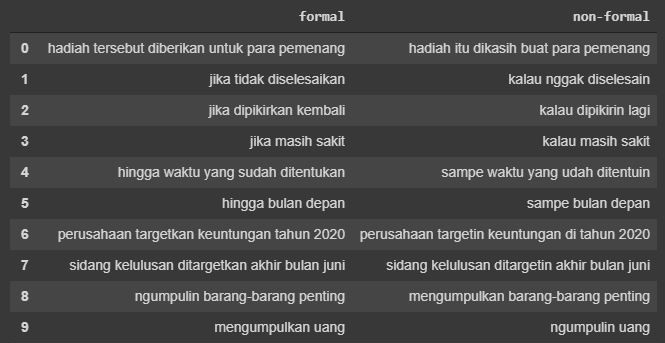 formal non-formal
0 hadiah tersebut diberikan untuk para pemenang hadiah itu dikasih buat para pemenang
1 jika tidak diselesaikan kalau nggak diselesain
2 jika dipikirkan kembali kalau dipikirin lagi
3 jika masih sakit kalau masih sakit
4 hingga waktu yang sudah ditentukan sampe waktu yang udah ditentuin
5 hingga bulan depan sampe bulan depan
6 perusahaan targetkan keuntungan tahun 2020 perusahaan targetin keuntungan di tahun 2020
7 sidang kelulusan ditargetkan akhir bulan juni sidang kelulusan ditargetin akhir bulan juni
8 ngumpulin barang-barang penting mengumpulkan barang-barang penting
9 mengumpulkan uang ngumpulin uang